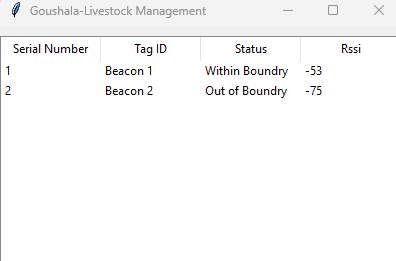 Goushala-Livestock Management
Serial Number Tag ID Status Rssi
1 Beacon 1 Within Boundry -53
2 Beacon 2 Out of Boundry -75